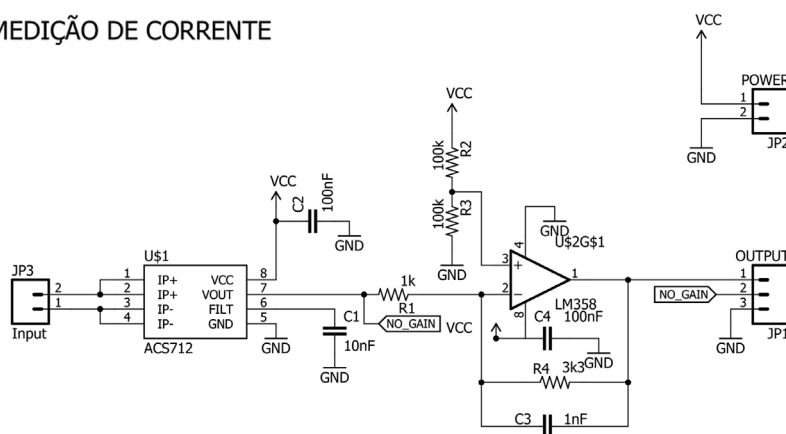 MEDIÇÃO DE CORRENTE
VCC
POWER
1
2
JP2
GND
VCC
100k
R2
100k
R3
GND
VCC
C2
100nF
GND
JP3
2
1
Input
U$1
1
2
3
4
IP+
IP+
IP-
IP-
VCC
VOUT
FILT
GND
8
7
6
5
ACS712
GND
C1
10nF
GND
1k
R1
NO_GAIN
VCC
3
2
+
-
4
8
1
GND
U$2G$1
LM358
C4
100nF
GND
R4
3k3
C3
1nF
OUTPUT
1
2
3
NO_GAIN
GND
JP1